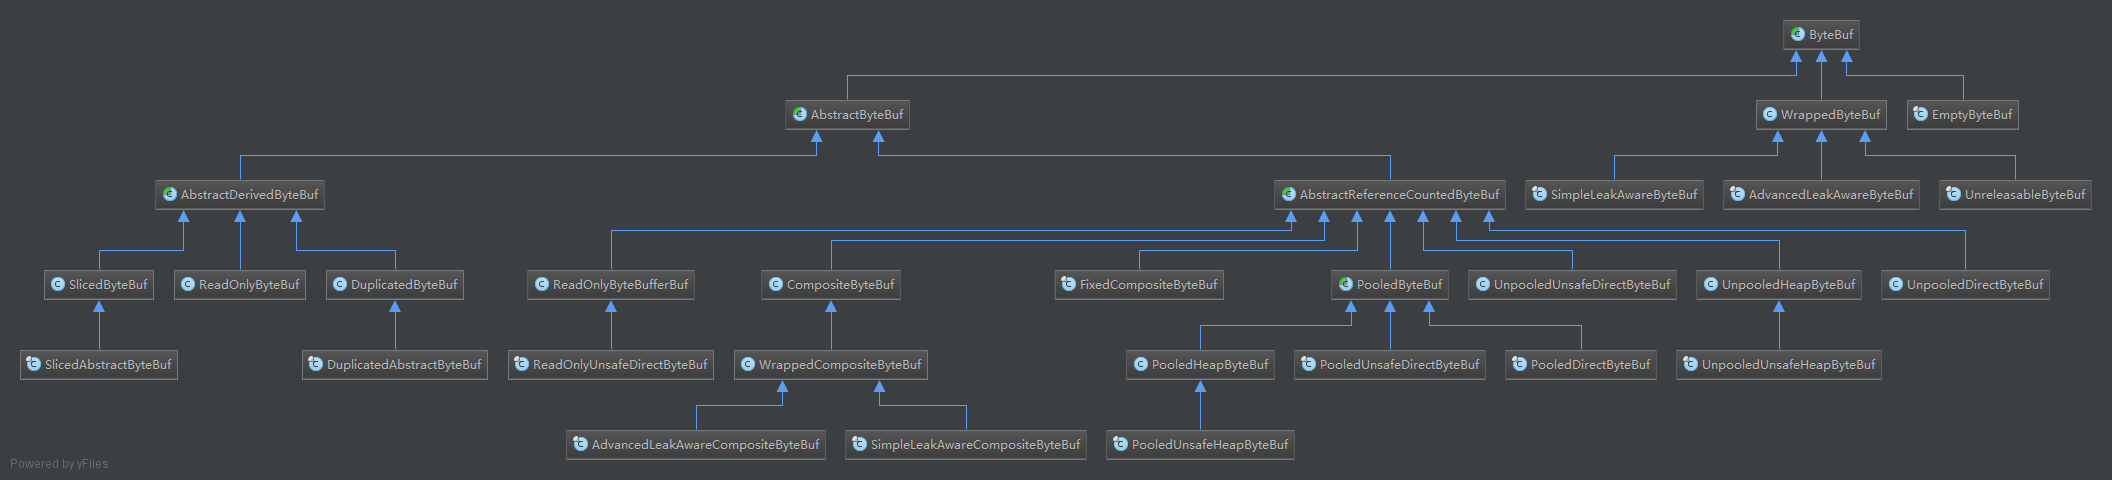 ByteBuf
AbstractByteBuf
WrappedByteBuf
EmptyByteBuf
AbstractDerivedByteBuf
AbstractReferenceCountedByteBuf
SimpleLeakAwareByteBuf
AdvancedLeakAwareByteBuf
UnreleasableByteBuf
SlicedByteBuf
ReadOnlyByteBuf
DuplicatedByteBuf
ReadOnlyByteBufferBuf
CompositeByteBuf
FixedCompositeByteBuf
PooledByteBuf
UnpooledUnsafeDirectByteBuf
UnpooledHeapByteBuf
UnpooledDirectByteBuf
SlicedAbstractByteBuf
DuplicatedAbstractByteBuf
ReadOnlyUnsafeDirectByteBuf
WrappedCompositeByteBuf
PooledHeapByteBuf
PooledUnsafeDirectByteBuf
PooledDirectByteBuf
UnpooledUnsafeHeapByteBuf
AdvancedLeakAwareCompositeByteBuf
SimpleLeakAwareCompositeByteBuf
PooledUnsafeHeapByteBuf
Powered by yFiles